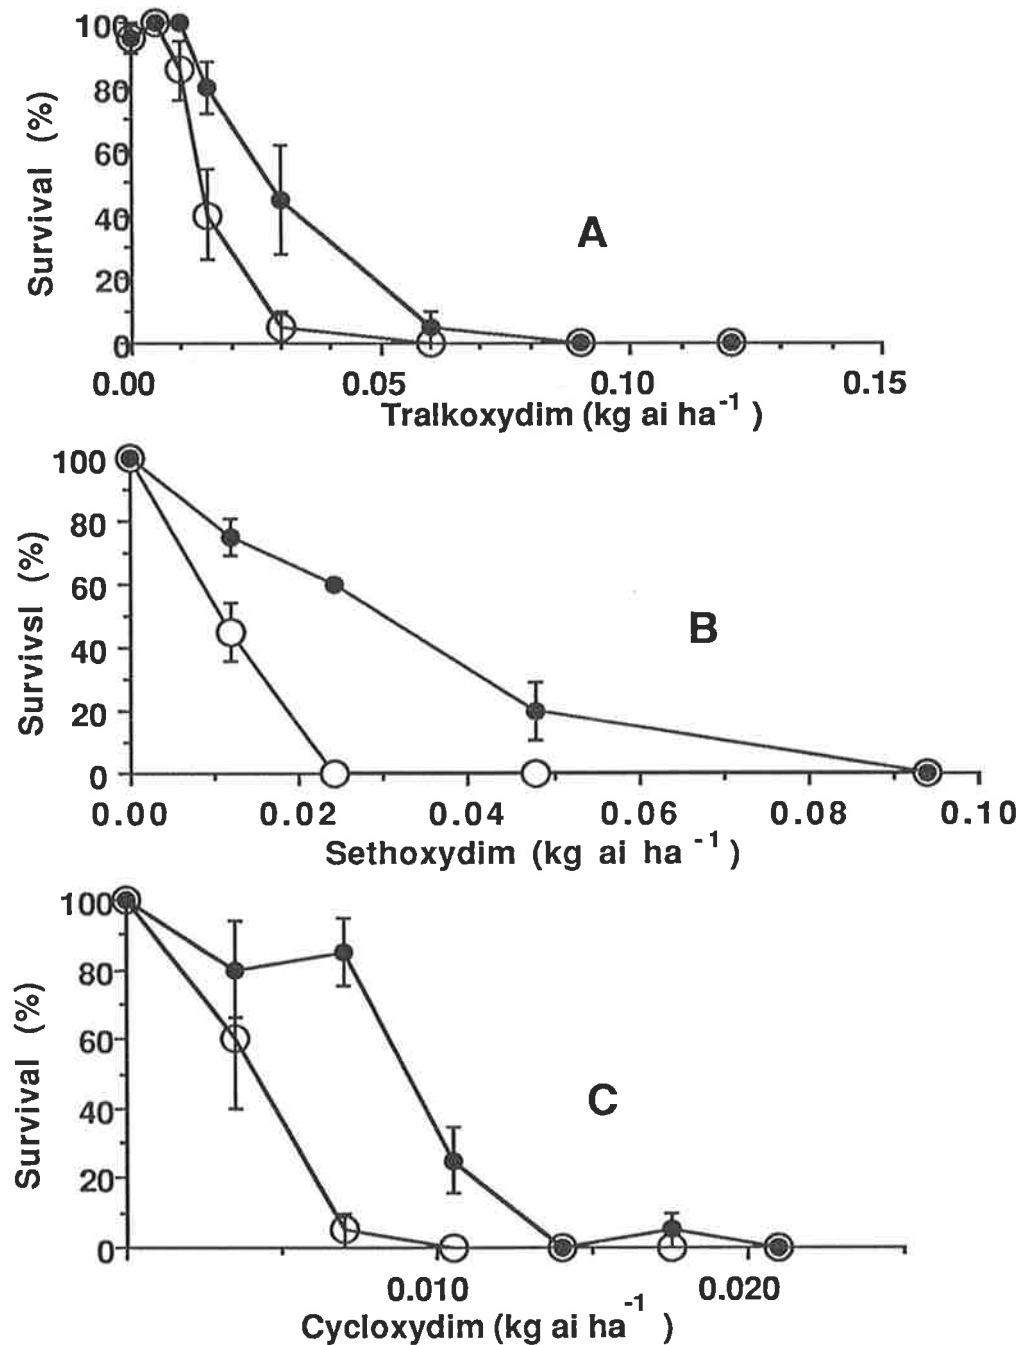 100
80
60
40
20
0
Survival (%)
A
0.00 0.05 0.10 0.15
Tralkoxydim (kg ai ha-1 )
100
80
60
40
20
0
Survivsl (%)
B
0.00 0.02 0.04 0.06 0.08 0.10
Sethoxydim (kg ai ha -1 )
100
80
60
40
20
0
Survival (%)
C
0.010 0.020
Cycloxydim (kg ai ha-1 )